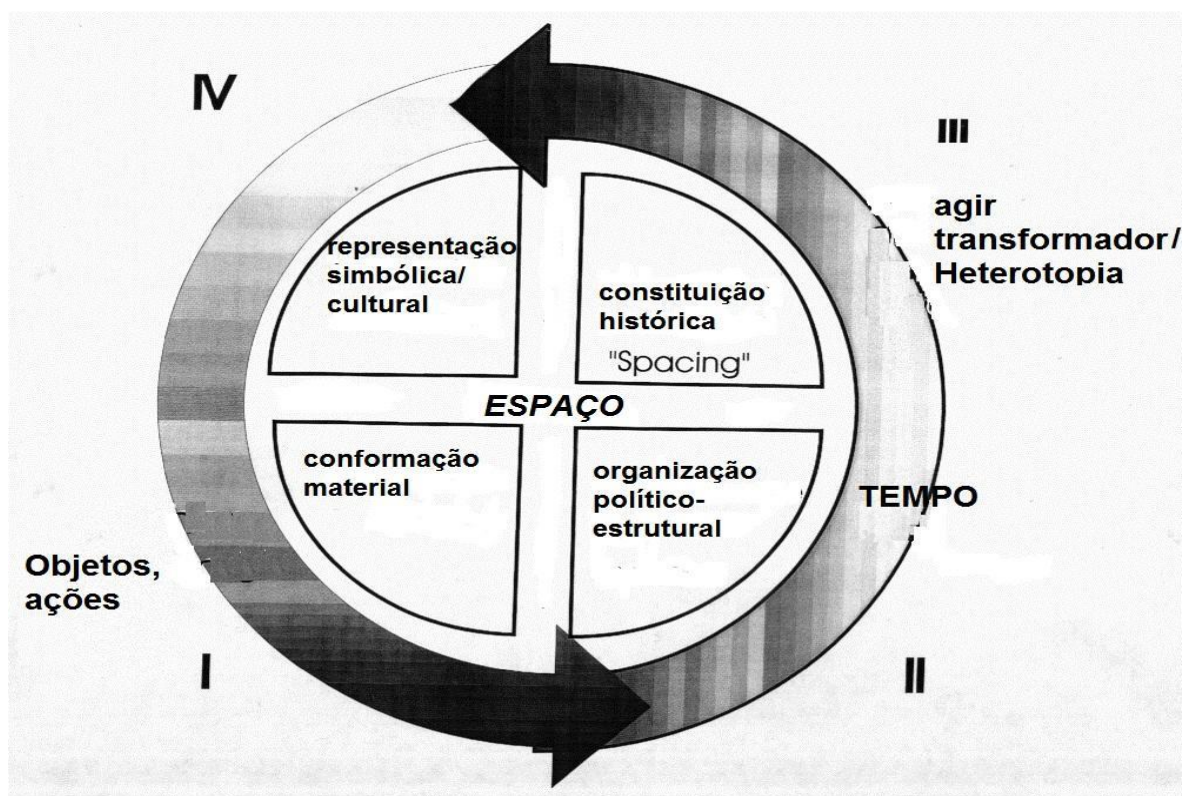 IV
III
agir
transformador/
Heterotopia
representação
simbólica/
cultural
constituição
histórica
"Spacing"
ESPAÇO
conformação
material
organização
político-
estrutural
TEMPO
Objetos,
ações
I
II